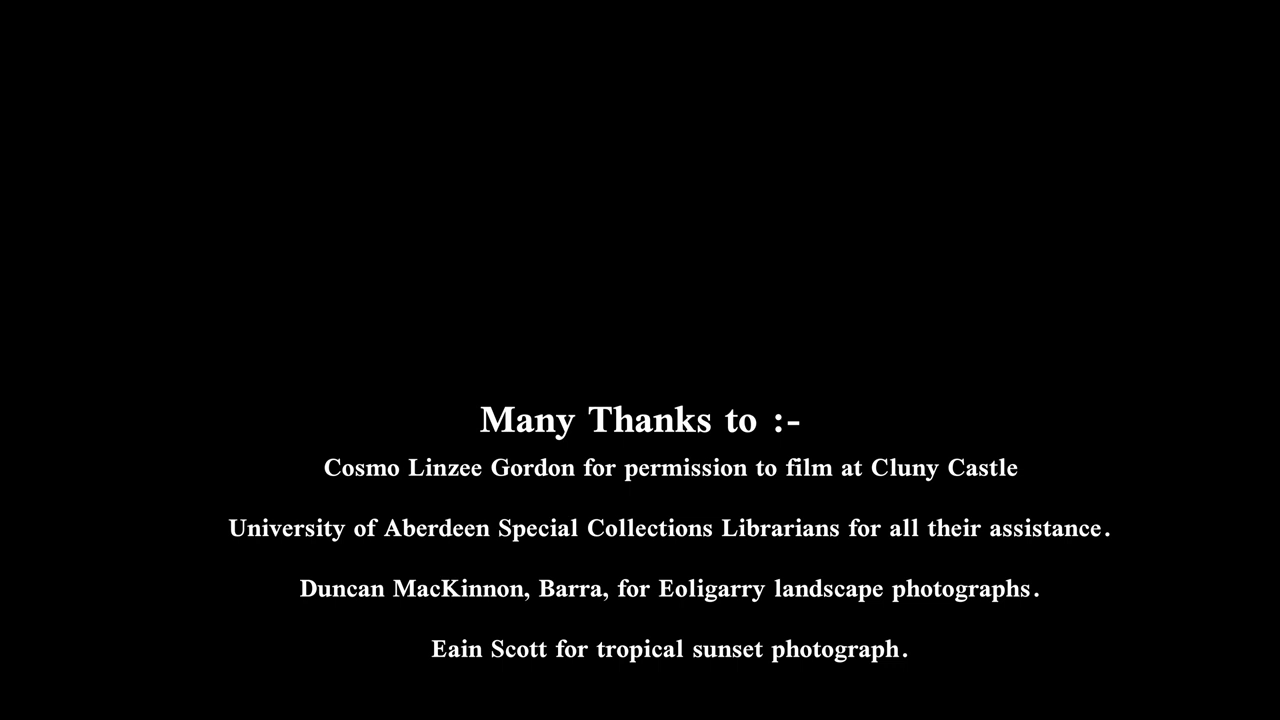 Many Thanks to :-
Cosmo Linzee Gordon for permission to film at Cluny Castle
University of Aberdeen Special Collections Librarians for all their assistance.
Duncan MacKinnon, Barra, for Eoligarry landscape photographs.
Eain Scott for tropical sunset photograph.